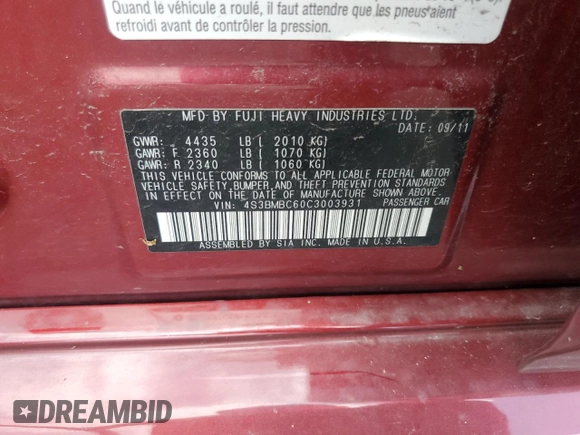 Quand le véhicule a roulé, il faut attendre que les pneus aient
refroidi avant de contrôler la pression.
MFD BY FUJI HEAVY INDUSTRIES LTD.
DATE: 09/11
GVWR: 4435 LB ( 2010 KG)
GAWR: F 2360 LB ( 1070 KG)
GAWR: R 2340 LB ( 1060 KG)
THIS VEHICLE CONFORMS TO ALL APPLICABLE FEDERAL MOTOR
VEHICLE SAFETY, BUMPER, AND THEFT PREVENTION STANDARDS
IN EFFECT ON THE DATE OF MANUFACTURE SHOWN ABOVE.
VIN: 4S3BMBC60C3003931 PASSENGER CAR
ASSEMBLED BY SIA INC. MADE IN U.S.A.
DREAMBID